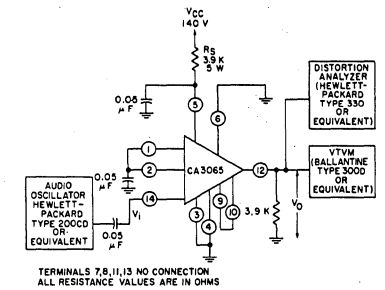 VCC
140 V
RS
3.9 K
5 W
0.05
μF
5
6
DISTORTION
ANALYZER
(HEWLETT-
PACKARD
TYPE 330
OR
EQUIVALENT)
1
2
CA3065
12
0.05
μF
14
Vi
3
4
9
10
3.9 K
VO
VTVM
(BALLANTINE
TYPE 300D
OR
EQUIVALENT)
AUDIO
OSCILLATOR
HEWLETT-
PACKARD
TYPE 200CD
OR
EQUIVALENT
0.05
μF
TERMINALS 7,8,11,13 NO CONNECTION
ALL RESISTANCE VALUES ARE IN OHMS